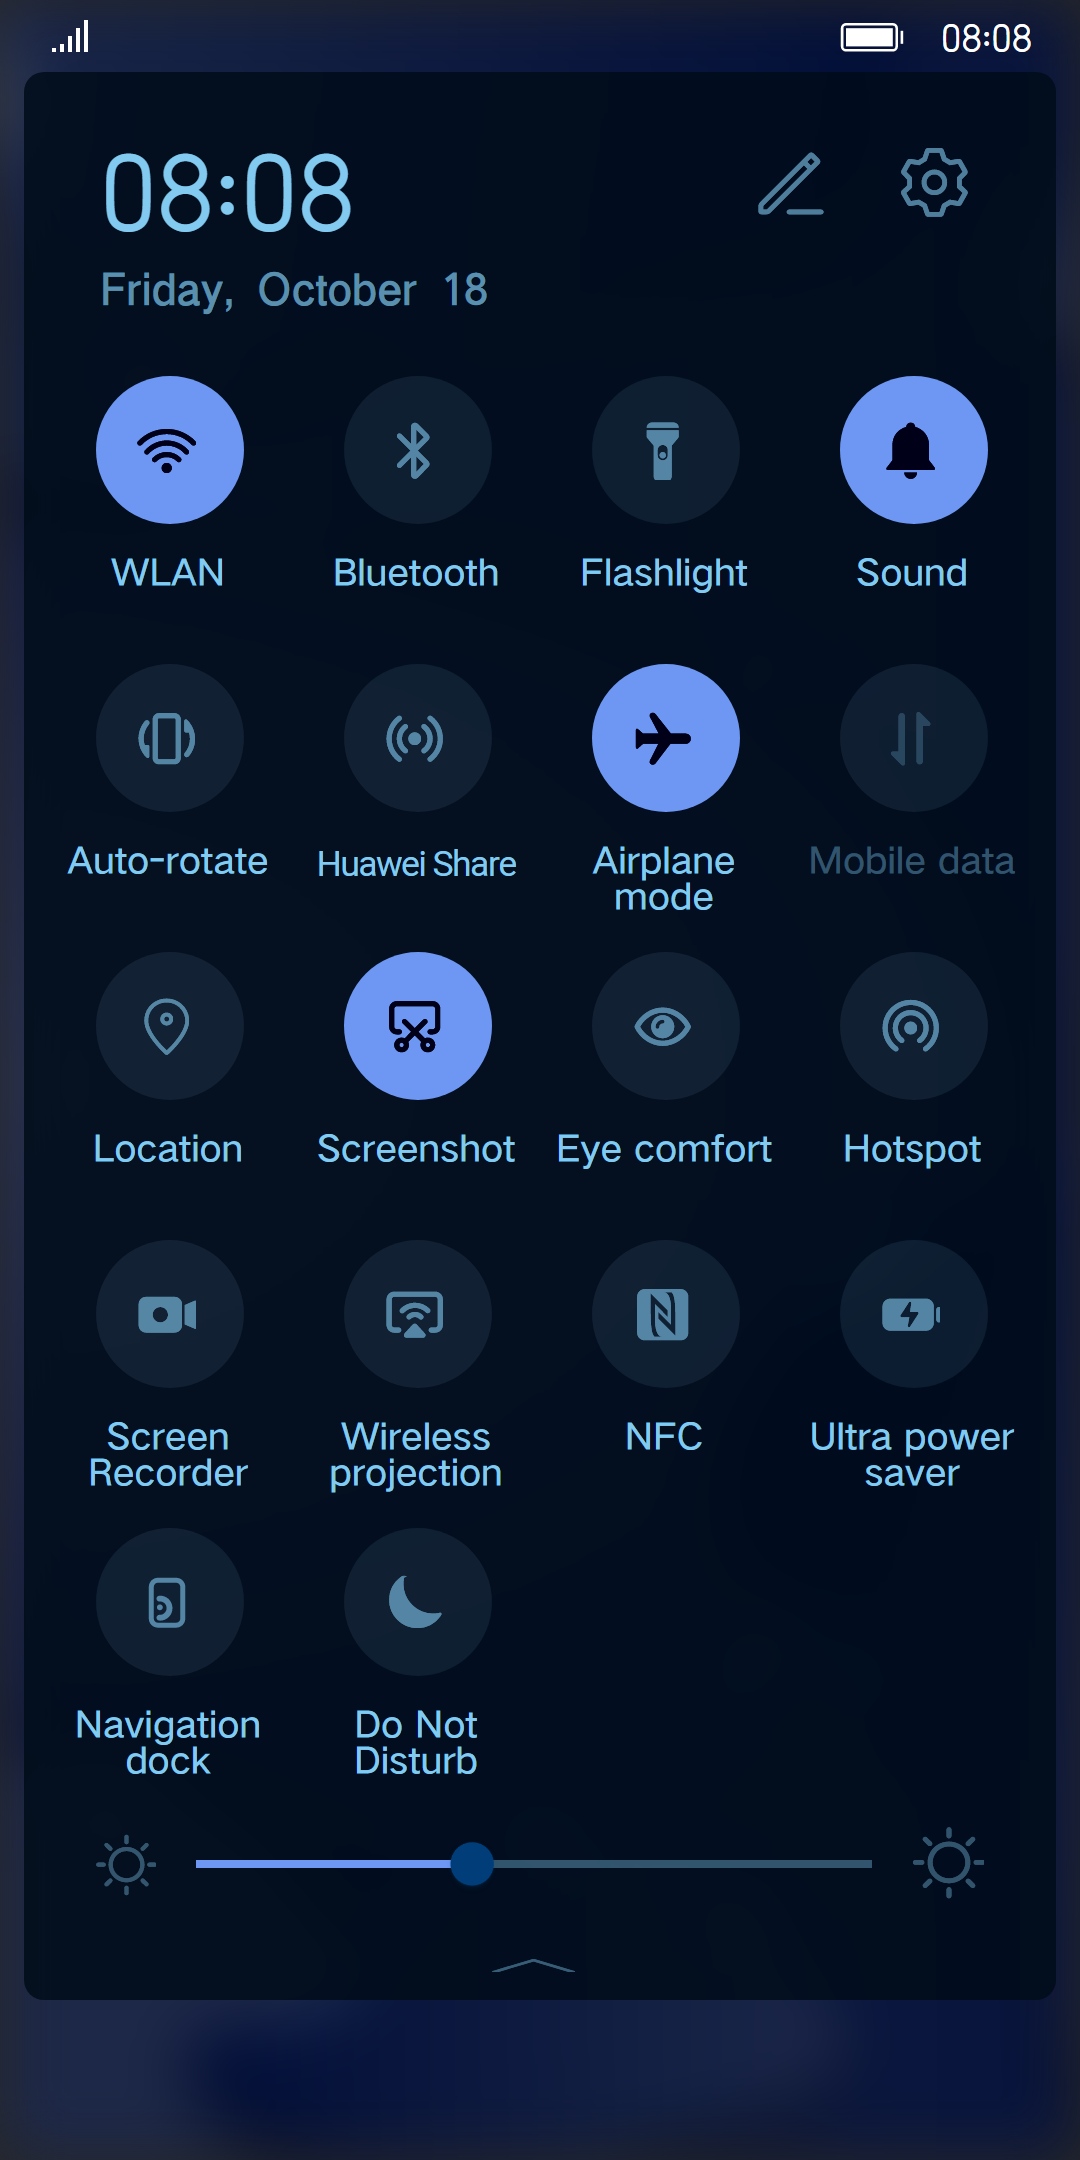 08:08
08:08
Friday, October 18
WLAN
Bluetooth
Flashlight
Sound
Auto-rotate
Huawei Share
Airplane
mode
Mobile data
Location
Screenshot
Eye comfort
Hotspot
Screen
Recorder
Wireless
projection
NFC
Ultra power
saver
Navigation
dock
Do Not
Disturb